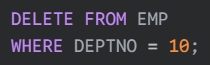 DELETE FROM EMP
WHERE DEPTNO = 10;